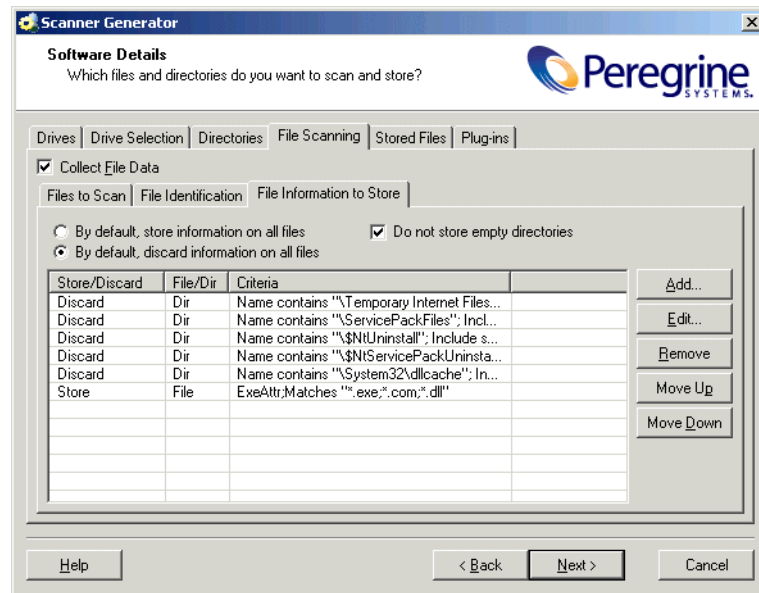 Scanner Generator
Software Details
Which files and directories do you want to scan and store?
Peregrine
SYSTEMS.
Drives
Drive Selection
Directories
File Scanning
Stored Files
Plug-ins
Collect File Data
Files to Scan
File Identification
File Information to Store
By default, store information on all files
Do not store empty directories
By default, discard information on all files
Store/Discard File/Dir Criteria
Discard Dir Name contains "\Temporary Internet Files...
Discard Dir Name contains "\ServicePackFiles"; Incl...
Discard Dir Name contains "\$NtUninstall"; Include s...
Discard Dir Name contains "\$NtServicePackUninsta...
Discard Dir Name contains "\System32\dllcache"; In...
Store File ExeAttr;Matches "*.exe;*.com;*.dll"
Add...
Edit...
Remove
Move Up
Move Down
Help
< Back
Next >
Cancel